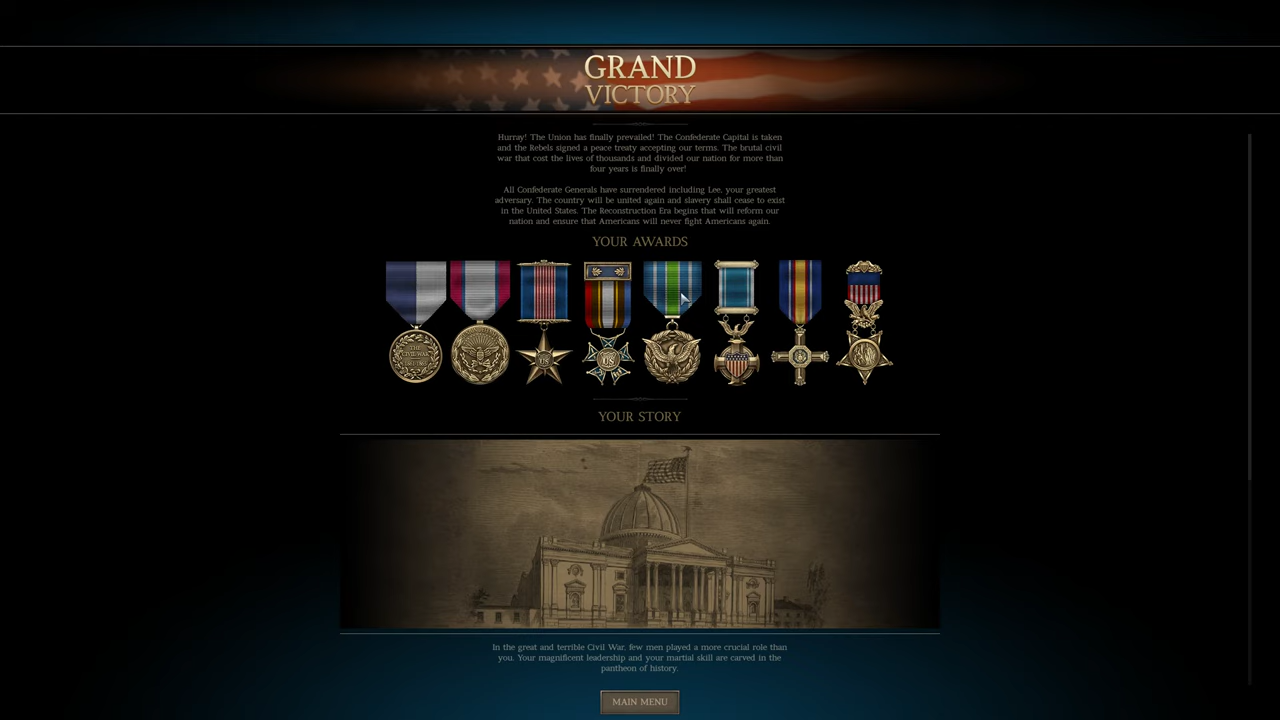 GRAND
VICTORY
Hurray! The Union has finally prevailed! The Confederate Capital is taken
and the Rebels signed a peace treaty accepting our terms. The brutal civil
war that cost the lives of thousands and divided our nation for more than
four years is finally over!
All Confederate Generals have surrendered including Lee, your greatest
adversary. The country will be united again and slavery shall cease to exist
in the United States. The Reconstruction Era begins that will reform our
nation and ensure that Americans will never fight Americans again.
YOUR AWARDS
THE
CIVIL WAR
US
US
YOUR STORY
In the great and terrible Civil War, few men played a more crucial role than
you. Your magnificent leadership and your martial skill are carved in the
pantheon of history.
MAIN MENU